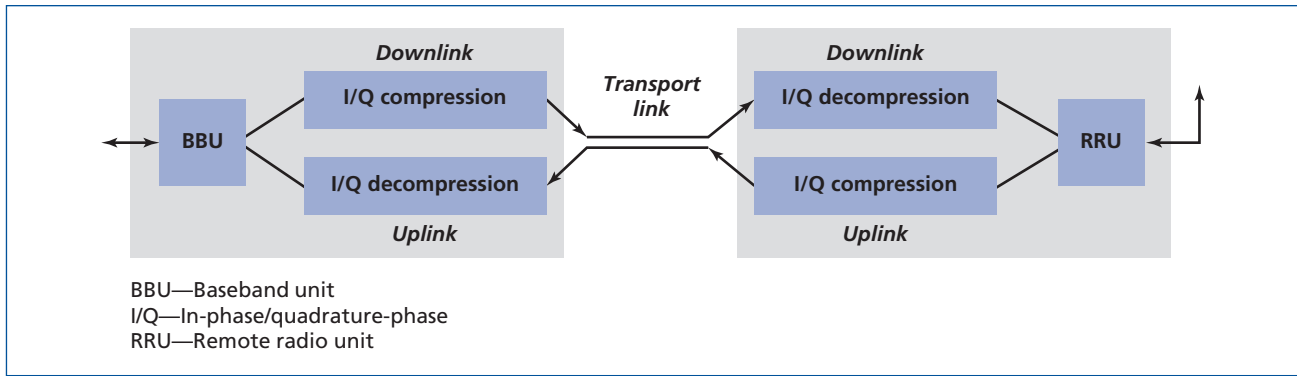 Downlink
I/Q compression
BBU
I/Q decompression
Uplink
Transport
link
Downlink
I/Q decompression
RRU
I/Q compression
Uplink
BBU—Baseband unit
I/Q—In-phase/quadrature-phase
RRU—Remote radio unit